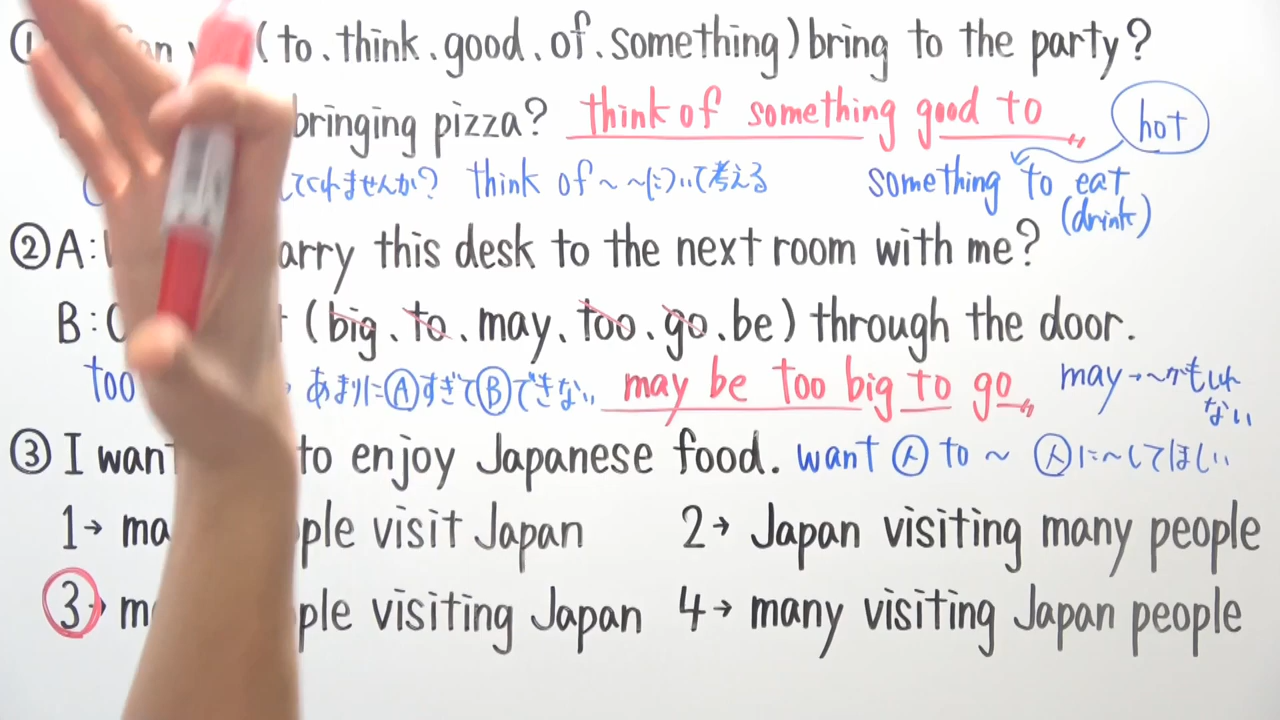 ① (to.think.good.of.something) bring to the party?
bringing pizza? think of something good to hot
てくれませんか? think of~ ~について考える something to eat
(drink)
②A: arry this desk to the next room with me?
B: (big.to.may.too.go.be) through the door.
too あまりにⒶすぎてⒷできない may be too big to go may→~かもしれ
ない
③ I want to enjoy Japanese food. want 人 to ~ 人に~してほしい
1→ ma ple visit Japan 2→ Japan visiting many people
3→ m ple visiting Japan 4→ many visiting Japan people